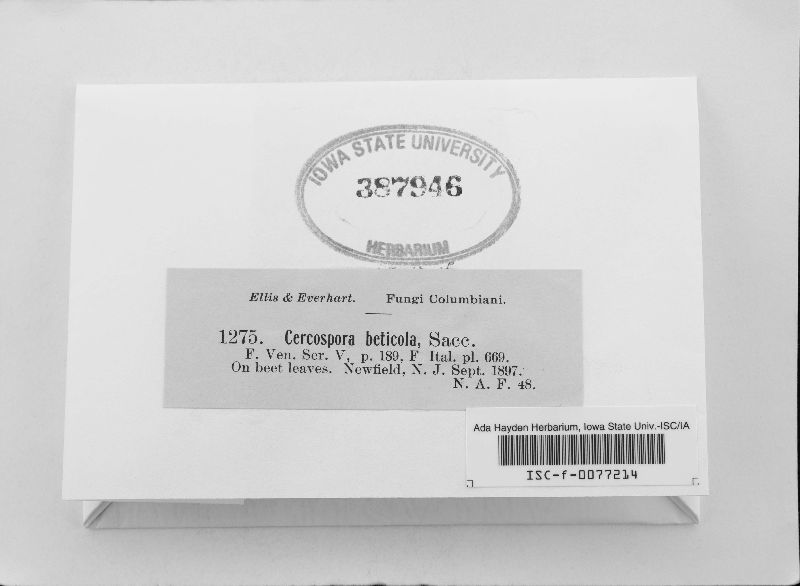 IOWA STATE UNIVERSITY
387946
HERBARIUM
Ellis & Everhart. Fungi Columbiani.
1275. Cercospora beticola, Sacc.
F. Ven. Ser. V, p. 189, F Ital. pl. 669.
On beet leaves. Newfield, N. J. Sept. 1897.
N. A. F. 48.
Ada Hayden Herbarium, Iowa State Univ.-ISC/IA
ISC-f-0077214